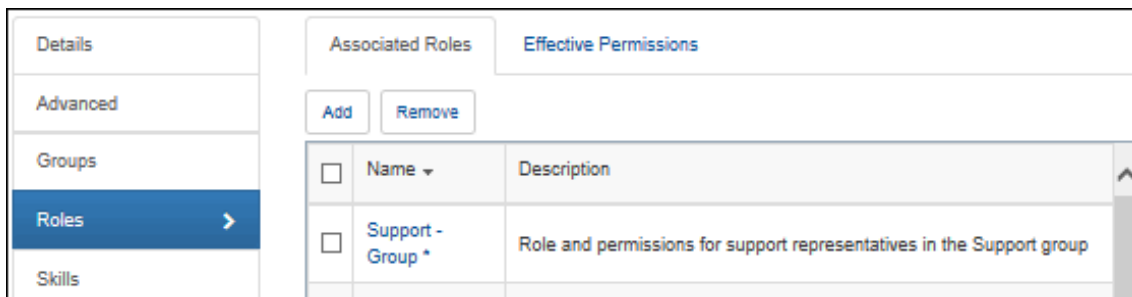 Details
Advanced
Groups
Roles
Skills
Associated Roles
Effective Permissions
Add
Remove
Name
Description
Support -
Group *
Role and permissions for support representatives in the Support group